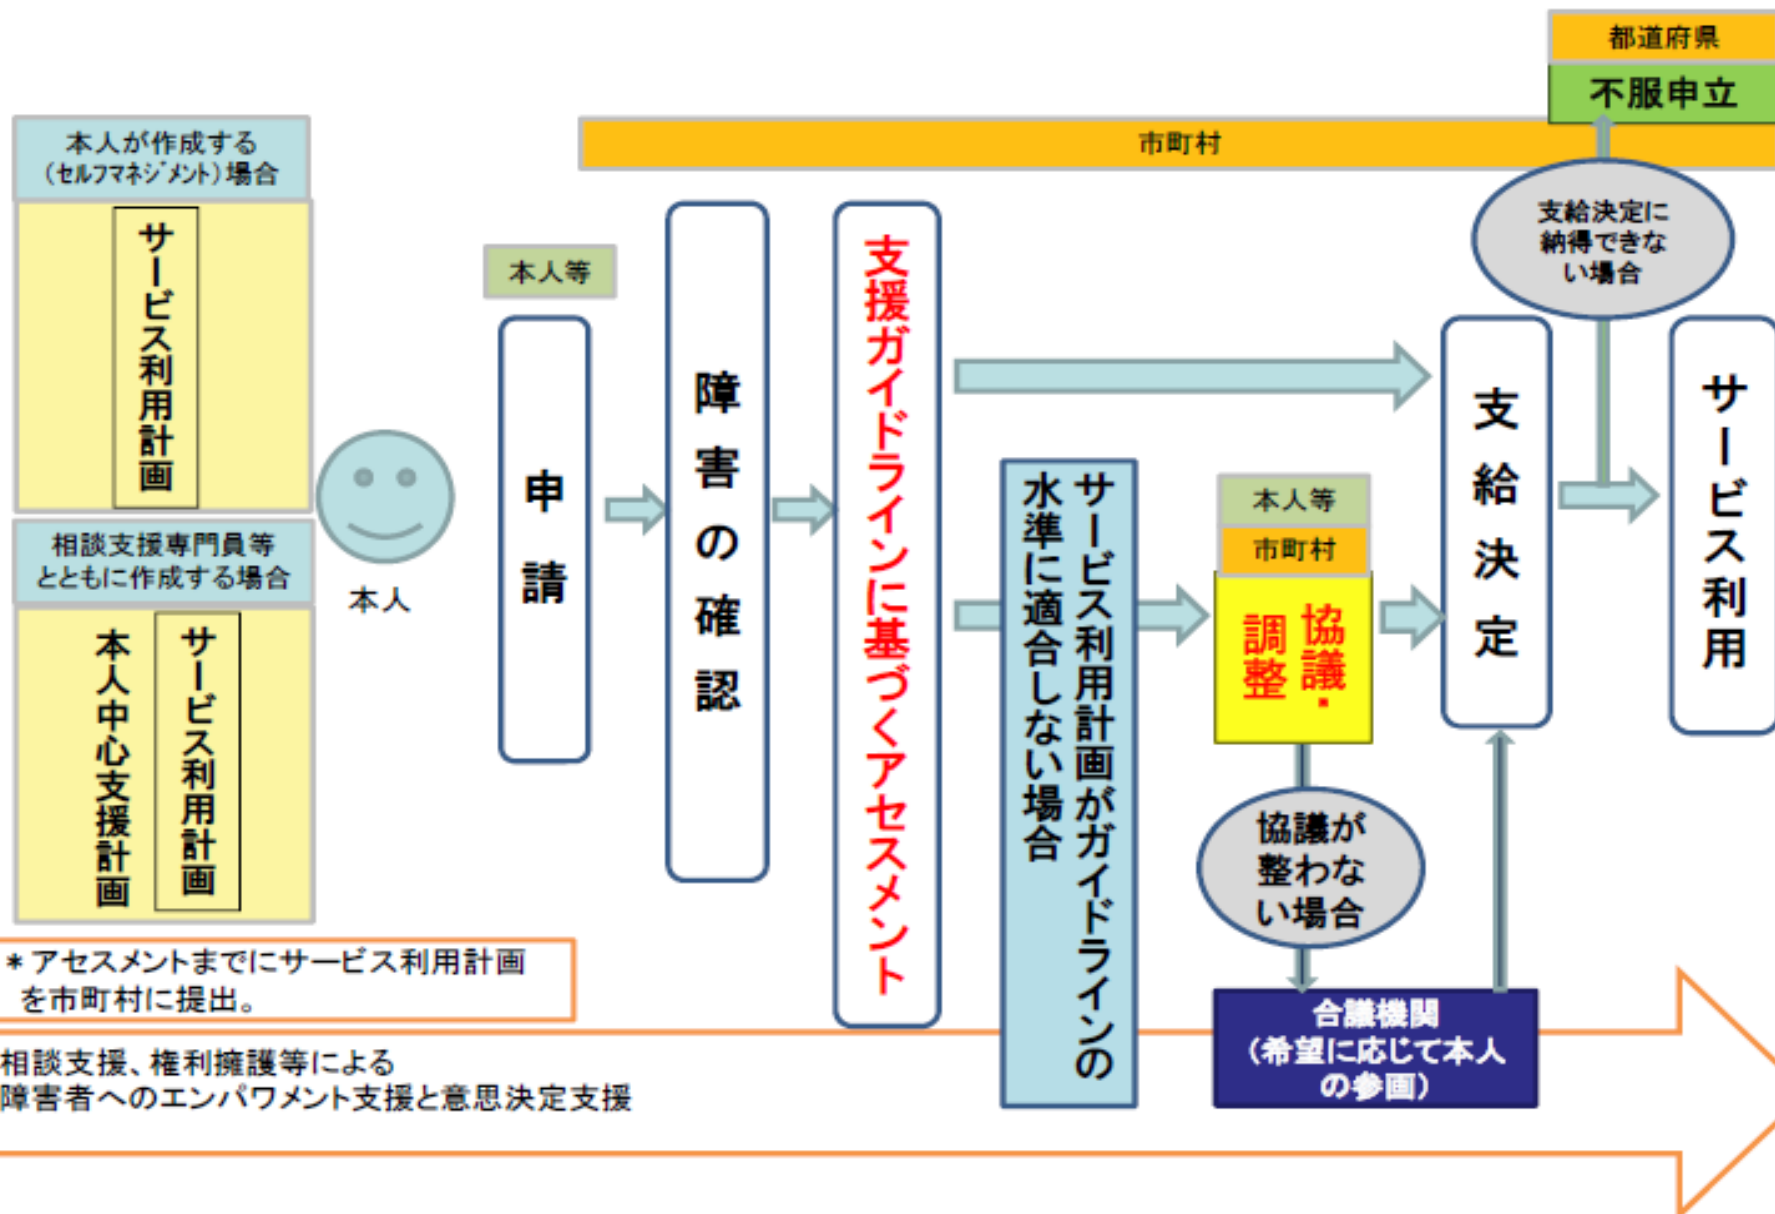 都道府県
不服申立
市町村
本人が作成する
(セルフマネジメント)場合
サービス利用計画
相談支援専門員等
とともに作成する場合
サービス利用計画
本人中心支援計画
本人
本人等
申請
障害の確認
支援ガイドラインに基づくアセスメント
サービス利用計画がガイドラインの
水準に適合しない場合
本人等
市町村
協議・
調整
協議が
整わな
い場合
合議機関
(希望に応じて本人
の参画)
支給決定
支給決定に
納得できな
い場合
サービス利用
*アセスメントまでにサービス利用計画
を市町村に提出。
相談支援、権利擁護等による
障害者へのエンパワメント支援と意思決定支援